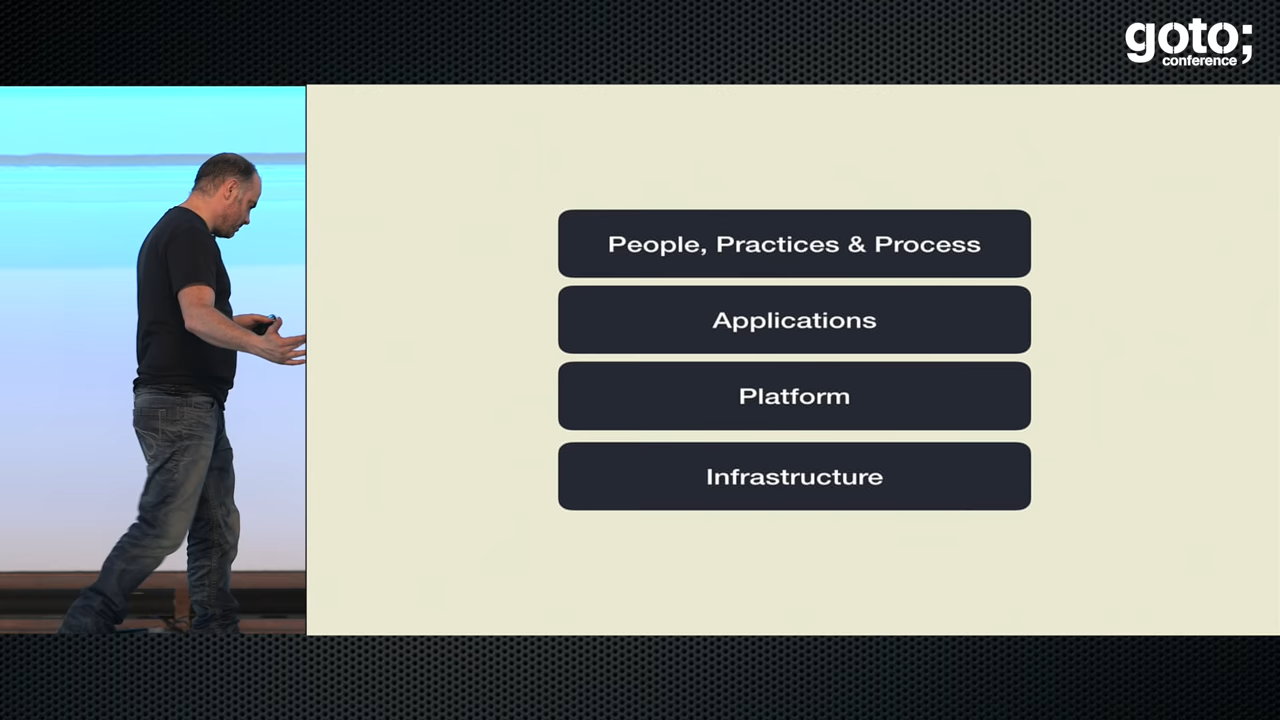 goto;
conference
People, Practices & Process
Applications
Platform
Infrastructure